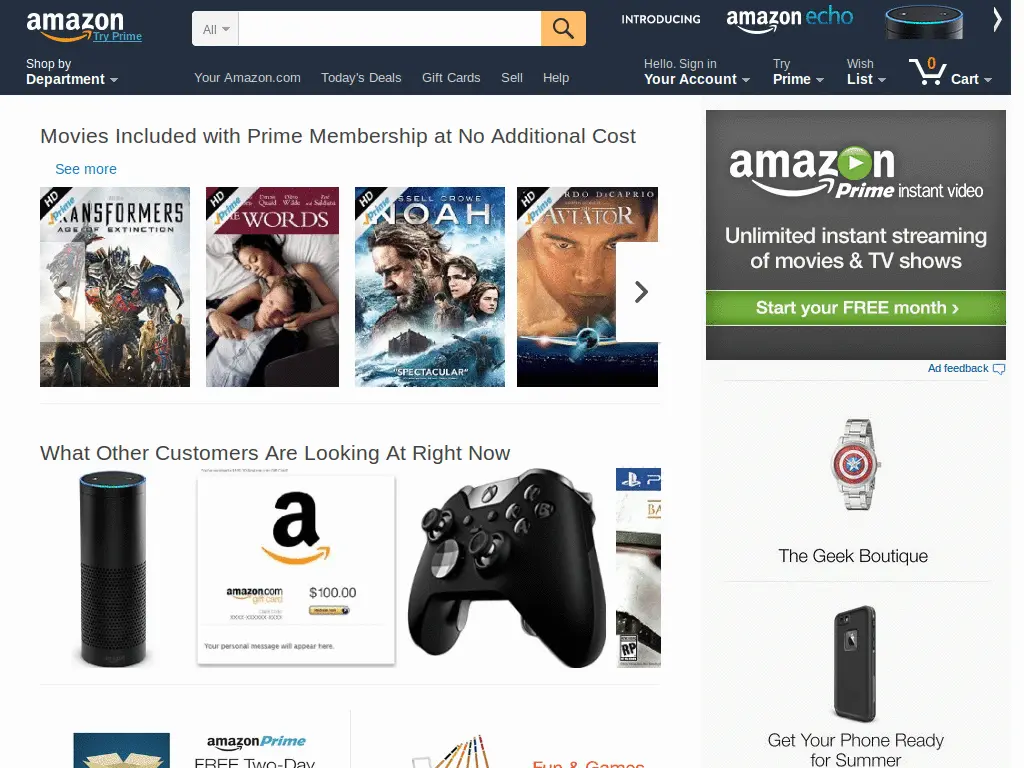 amazon
Try Prime
All
INTRODUCING
amazon echo
Shop by
Department
Your Amazon.com
Today's Deals
Gift Cards
Sell
Help
Hello. Sign in
Your Account
Try
Prime
Wish
List
0
Cart
Movies Included with Prime Membership at No Additional Cost
See more
HD
Prime
TRANSFORMERS
AGE OF EXTINCTION
HD
Prime
WORDS
HD
Prime
SSELL CROWE
NOAH
"SPECTACULAR"
HD
Prime
RDO DiCAPRIO
AVIATOR
amazon
Prime instant video
Unlimited instant streaming
of movies & TV shows
Start your FREE month ›
Ad feedback
What Other Customers Are Looking At Right Now
a
amazon.com
gift card
$100.00
Your personal message will appear here.
RP
The Geek Boutique
Get Your Phone Ready
for Summer
amazonPrime
FREE Two-Day
Fun & Games